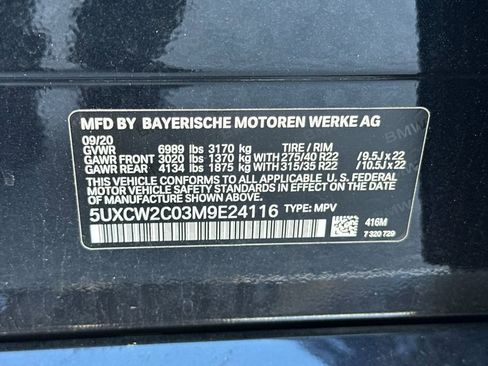 MFD BY BAYERISCHE MOTOREN WERKE AG
09/20
GVWR 6989 lbs 3170 kg TIRE / RIM
GAWR FRONT 3020 lbs 1370 kg WITH 275/40 R22 / 9.5J x 22
GAWR REAR 4134 lbs 1875 kg WITH 315/35 R22 / 10.5J x 22
THIS VEHICLE CONFORMS TO ALL APPLICABLE U.S. FEDERAL
MOTOR VEHICLE SAFETY STANDARDS IN EFFECT ON THE DATE
OF MANUFACTURE SHOWN ABOVE.
5UXCW2C03M9E24116 TYPE: MPV
416M
7 320 729